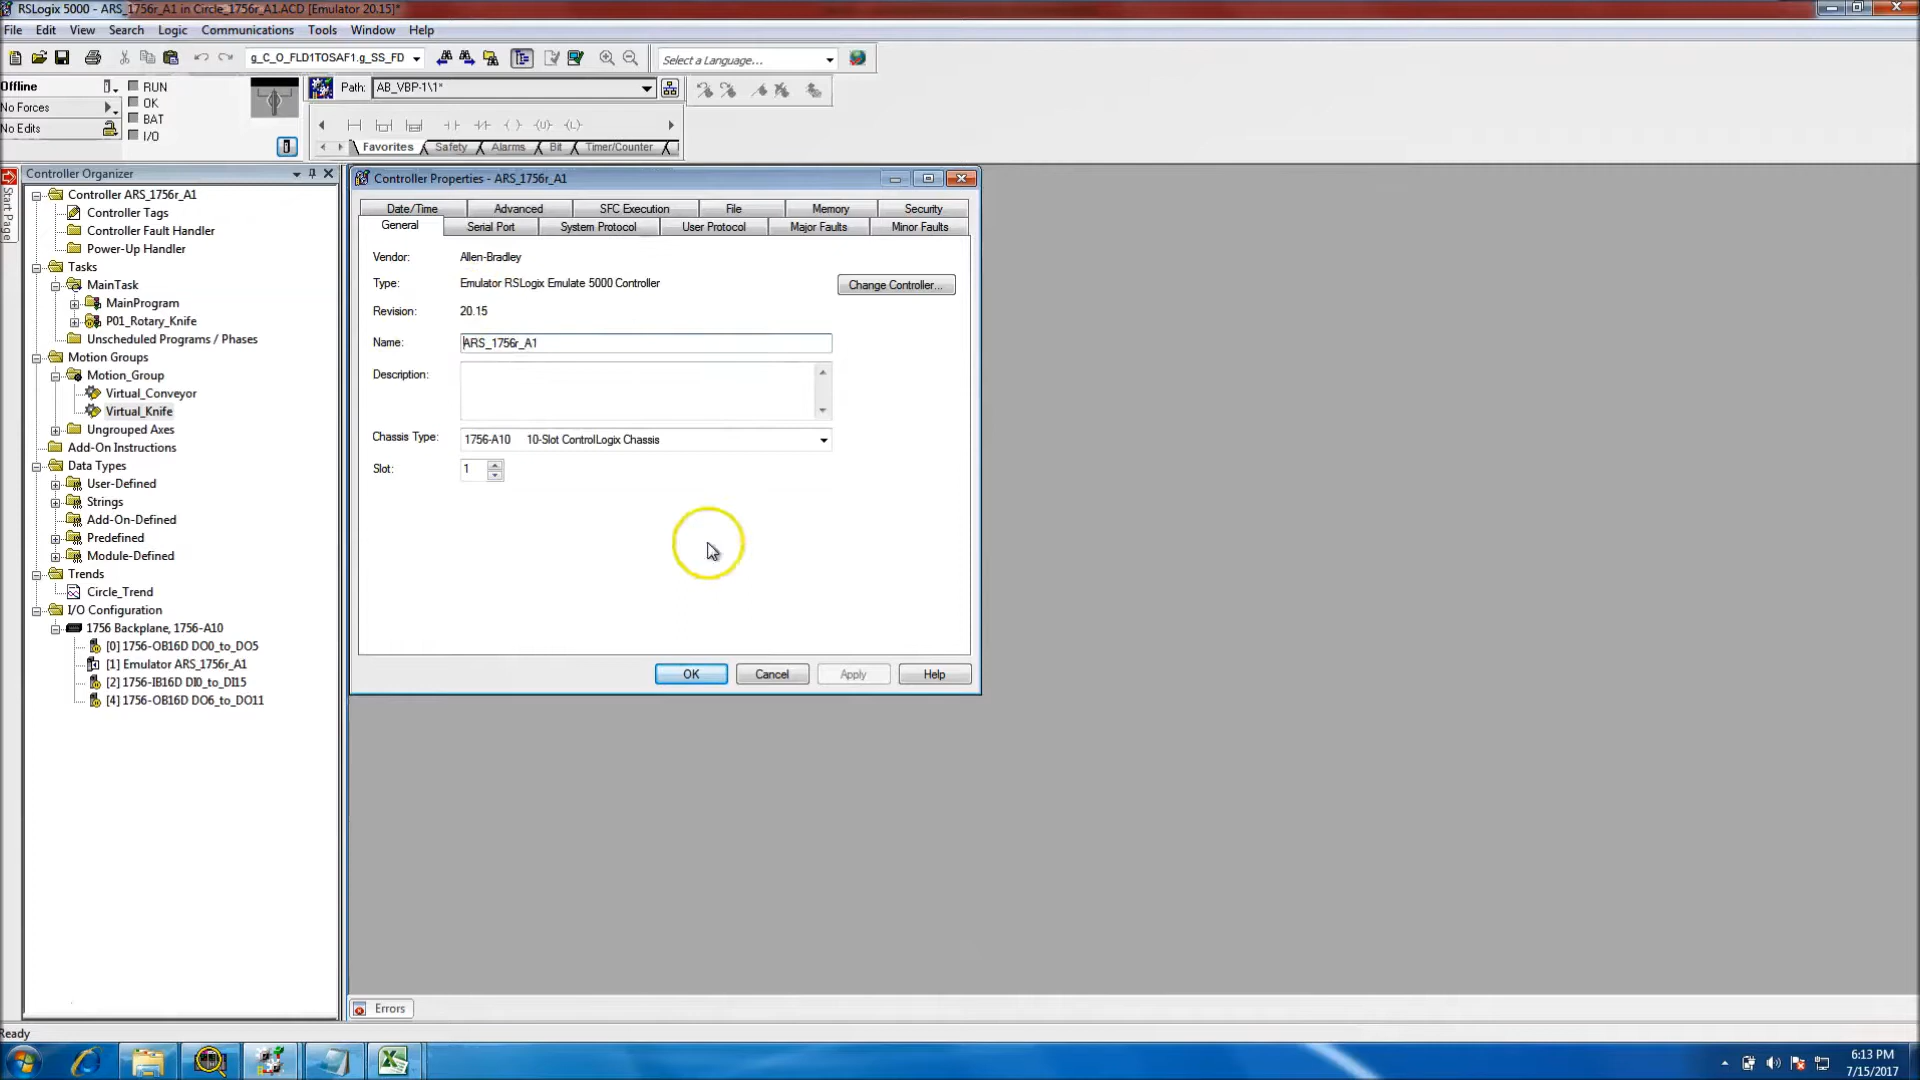 RSLogix 5000 - ARS_1756r_A1 in Circle_1756r_A1.ACD [Emulator 20.15]*
File Edit View Search Logic Communications Tools Window Help
g_C_O_FLD1TOSAF1.g_SS_FD
Select a Language...
Offline
RUN
No Forces
OK
No Edits
BAT
I/O
Path: AB_VBP-1\1*
Favorites Safety Alarms Bit Timer/Counter
Start Page
Controller Organizer
Controller ARS_1756r_A1
Controller Tags
Controller Fault Handler
Power-Up Handler
Tasks
MainTask
MainProgram
P01_Rotary_Knife
Unscheduled Programs / Phases
Motion Groups
Motion_Group
Virtual_Conveyor
Virtual_Knife
Ungrouped Axes
Add-On Instructions
Data Types
User-Defined
Strings
Add-On-Defined
Predefined
Module-Defined
Trends
Circle_Trend
I/O Configuration
1756 Backplane, 1756-A10
[0] 1756-OB16D DO0_to_DO5
[1] Emulator ARS_1756r_A1
[2] 1756-IB16D DI0_to_DI15
[4] 1756-OB16D DO6_to_DO11
Controller Properties - ARS_1756r_A1
Date/Time Advanced SFC Execution File Memory Security
General Serial Port System Protocol User Protocol Major Faults Minor Faults
Vendor: Allen-Bradley
Type: Emulator RSLogix Emulate 5000 Controller
Change Controller...
Revision: 20.15
Name: ARS_1756r_A1
Description:
Chassis Type: 1756-A10 10-Slot ControlLogix Chassis
Slot: 1
OK Cancel Apply Help
Errors
Ready
6:13 PM
7/15/2017